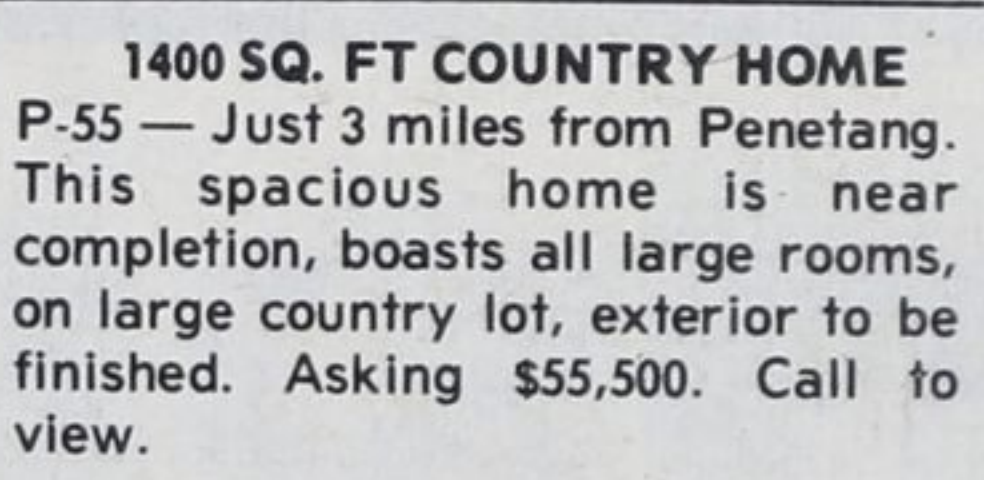 1400 SQ. FT COUNTRY HOME
P-55 — Just 3 miles from Penetang.
This spacious home is near
completion, boasts all large rooms,
on large country lot, exterior to be
finished. Asking $55,500. Call to
view.